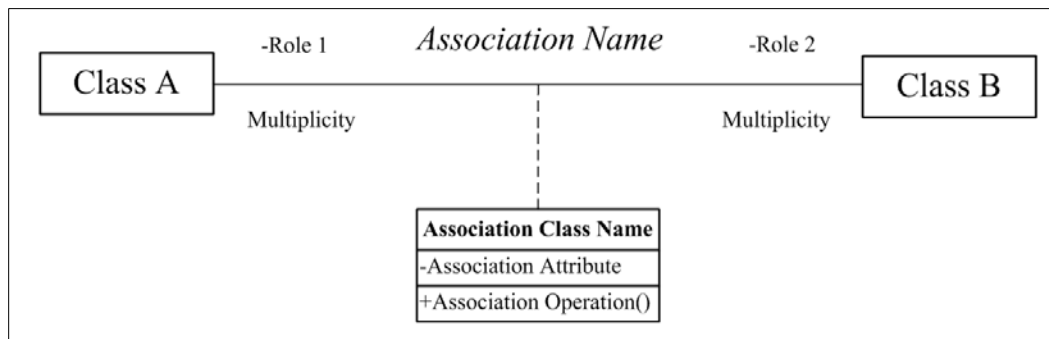 -Role 1
Association Name
-Role 2
Class A
Class B
Multiplicity
Multiplicity
Association Class Name
-Association Attribute
+Association Operation()